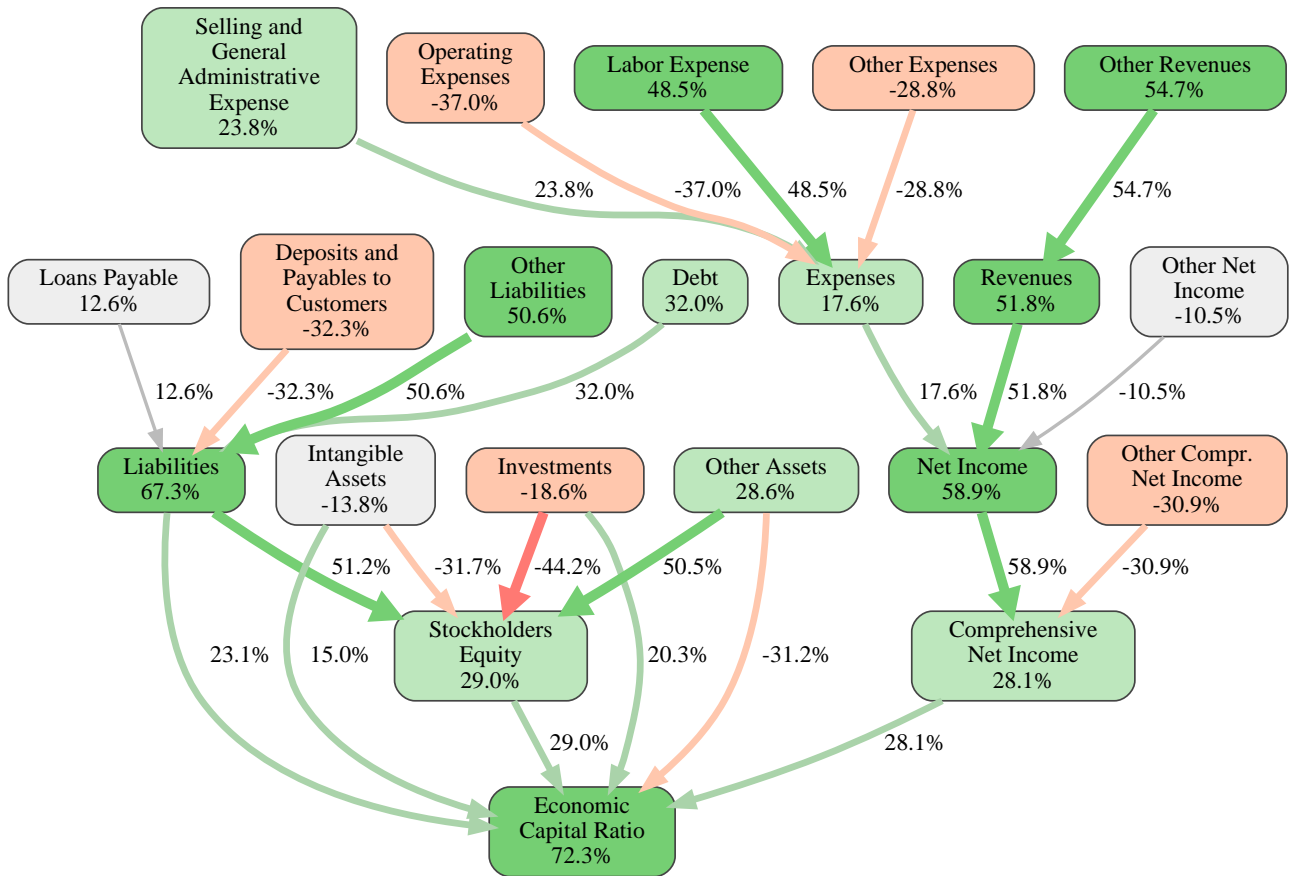 Selling and
General
Administrative
Expense
23.8%
Operating
Expenses
-37.0%
Labor Expense
48.5%
Other Expenses
-28.8%
Other Revenues
54.7%
23.8%
-37.0%
48.5%
-28.8%
54.7%
Loans Payable
12.6%
Deposits and
Payables to
Customers
-32.3%
Other
Liabilities
50.6%
Debt
32.0%
Expenses
17.6%
Revenues
51.8%
Other Net
Income
-10.5%
12.6%
-32.3%
50.6%
32.0%
17.6%
51.8%
-10.5%
Liabilities
67.3%
Intangible
Assets
-13.8%
Investments
-18.6%
Other Assets
28.6%
Net Income
58.9%
Other Compr.
Net Income
-30.9%
51.2%
-31.7%
-44.2%
50.5%
58.9%
-30.9%
23.1%
15.0%
Stockholders
Equity
29.0%
20.3%
-31.2%
Comprehensive
Net Income
28.1%
29.0%
28.1%
Economic
Capital Ratio
72.3%